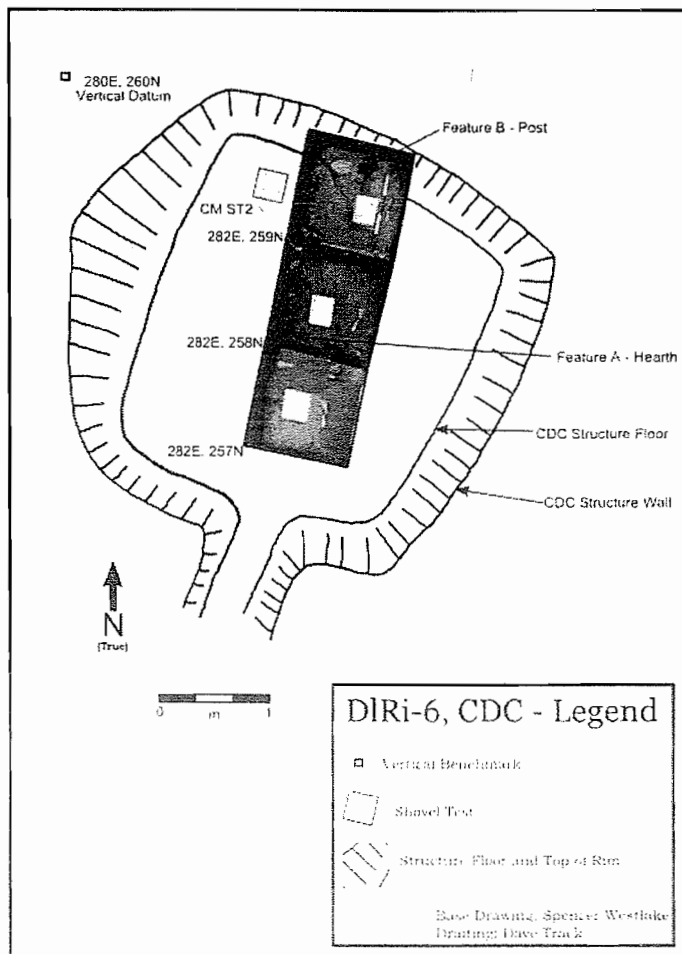 280E, 260N
Vertical Datum
Feature B - Post
CM ST2
282E, 259N
282E, 258N
Feature A - Hearth
282E, 257N
CDC Structure Floor
CDC Structure Wall
N
(True)
0 m 1
DlRi-6, CDC - Legend
Vertical Benchmark
Shovel Test
Structure Floor and Top of Rim
Base Drawing: Spencer Westlake
Drafting: Dave Track